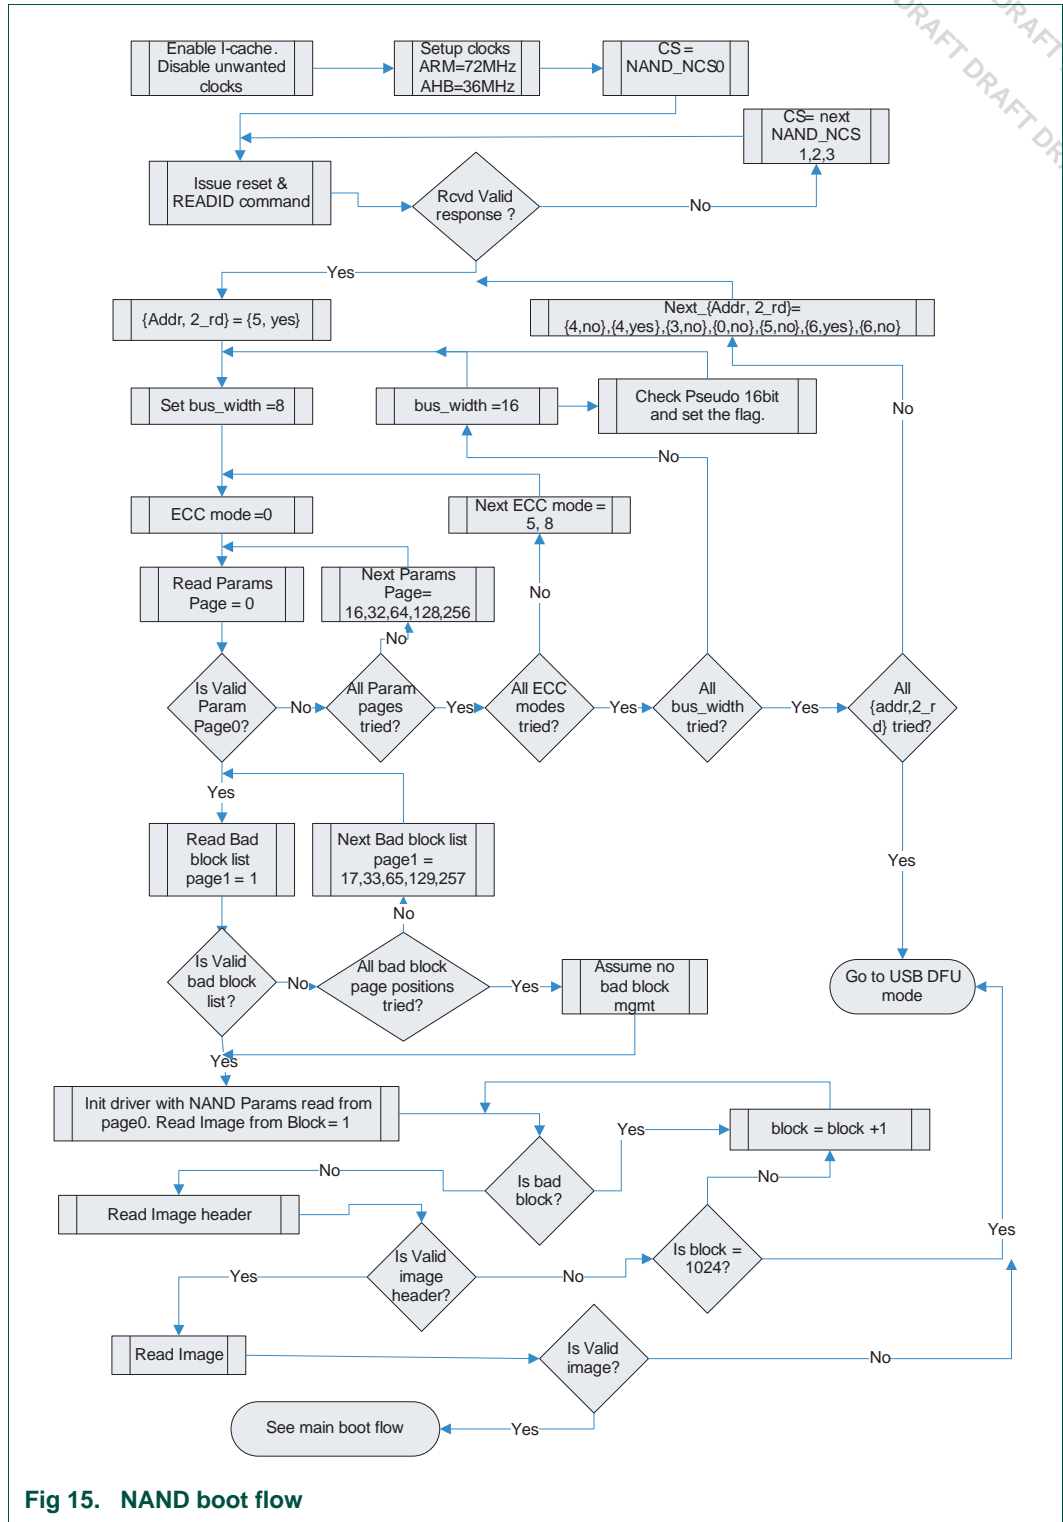 DRAFT DRAFT DRAFT DR
DRAFT DRAFT
Enable I-cache.
Disable unwanted
clocks
Setup clocks
ARM=72MHz
AHB=36MHz
CS =
NAND_NCS0
CS= next
NAND_NCS
1,2,3
Issue reset &
READID command
Rcvd Valid
response ?
No
Yes
{Addr, 2_rd} = {5, yes}
Next_{Addr, 2_rd}=
{4,no},{4,yes},{3,no},{0,no},{5,no},{6,yes},{6,no}
Set bus_width =8
bus_width =16
Check Pseudo 16bit
and set the flag.
No
No
ECC mode =0
Next ECC mode =
5, 8
Read Params
Page = 0
Next Params
Page=
16,32,64,128,256
No
No
Is Valid
Param
Page0?
No
All Param
pages
tried?
Yes
All ECC
modes
tried?
Yes
All
bus_width
tried?
Yes
All
{addr,2_r
d} tried?
Yes
Read Bad
block list
page1 = 1
Next Bad block list
page1 =
17,33,65,129,257
Yes
No
Is Valid
bad block
list?
No
All bad block
page positions
tried?
Yes
Assume no
bad block
mgmt
Go to USB DFU
mode
Yes
Init driver with NAND Params read from
page0. Read Image from Block= 1
Yes
block = block +1
No
Is bad
block?
No
Read Image header
Is Valid
image
header?
Yes
No
Is block =
1024?
Yes
Read Image
Is Valid
image?
No
See main boot flow
Yes
Fig 15. NAND boot flow